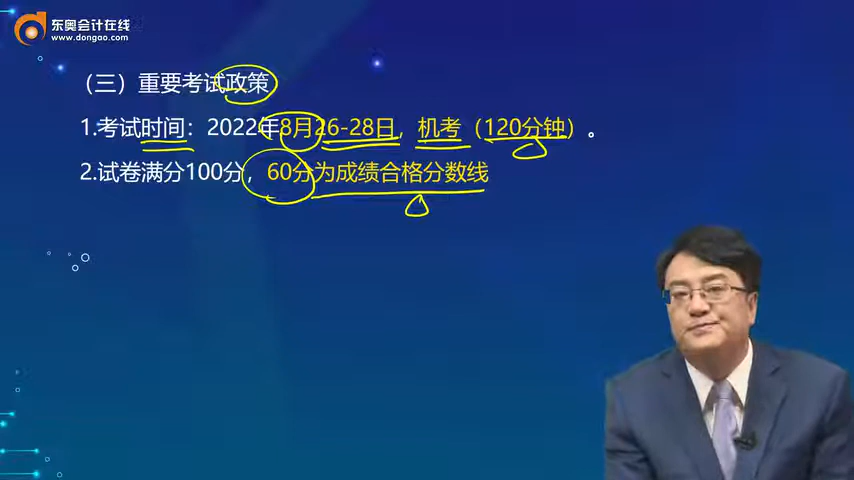 东奥会计在线
www.dongao.com
（三）重要考试政策
1.考试时间：2022年8月26-28日，机考（120分钟）。
2.试卷满分100分，60分为成绩合格分数线